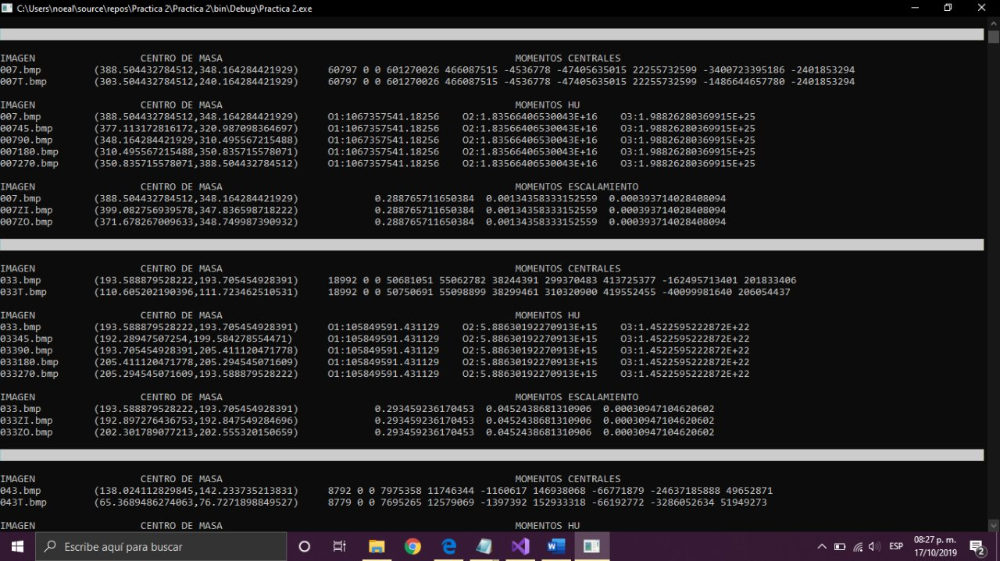 C:\Users\noeal\source\repos\Practica 2\Practica 2\bin\Debug\Practica 2.exe
IMAGEN CENTRO DE MASA MOMENTOS CENTRALES
007.bmp (388.504432784512,348.164284421929) 60797 0 0 601270026 466087515 -4536778 -47405635015 22255732599 -3400723395186 -2401853294
007T.bmp (303.504432784512,240.164284421929) 60797 0 0 601270026 466087515 -4536778 -47405635015 22255732599 -1486644657780 -2401853294
IMAGEN CENTRO DE MASA MOMENTOS HU
007.bmp (388.504432784512,348.164284421929) O1:1067357541.18256 O2:1.83566406530043E+16 O3:1.98826280369915E+25
00745.bmp (377.113172816172,320.987098364697) O1:1067357541.18256 O2:1.83566406530043E+16 O3:1.98826280369915E+25
00790.bmp (348.164284421929,310.495567215488) O1:1067357541.18256 O2:1.83566406530043E+16 O3:1.98826280369915E+25
007180.bmp (310.495567215488,350.835715578071) O1:1067357541.18256 O2:1.83566406530043E+16 O3:1.98826280369915E+25
007270.bmp (350.835715578071,388.504432784512) O1:1067357541.18256 O2:1.83566406530043E+16 O3:1.98826280369915E+25
IMAGEN CENTRO DE MASA MOMENTOS ESCALAMIENTO
007.bmp (388.504432784512,348.164284421929) 0.288765711650384 0.00134358333152559 0.000393714028408094
007ZI.bmp (399.082756939578,347.836598718222) 0.288765711650384 0.00134358333152559 0.000393714028408094
007ZO.bmp (371.678267009633,348.749987390932) 0.288765711650384 0.00134358333152559 0.000393714028408094
IMAGEN CENTRO DE MASA MOMENTOS CENTRALES
033.bmp (193.588879528222,193.705454928391) 18992 0 0 50681051 55062782 38244391 299370483 413725377 -162495713401 201833406
033T.bmp (110.605202190396,111.723462510531) 18992 0 0 50750691 55098899 38299461 310320900 419552455 -40099981640 206054437
IMAGEN CENTRO DE MASA MOMENTOS HU
033.bmp (193.588879528222,193.705454928391) O1:105849591.431129 O2:5.88630192270913E+15 O3:1.4522595222872E+22
03345.bmp (192.28947507254,199.584278554471) O1:105849591.431129 O2:5.88630192270913E+15 O3:1.4522595222872E+22
03390.bmp (193.705454928391,205.411120471778) O1:105849591.431129 O2:5.88630192270913E+15 O3:1.4522595222872E+22
033180.bmp (205.411120471778,205.294545071609) O1:105849591.431129 O2:5.88630192270913E+15 O3:1.4522595222872E+22
033270.bmp (205.294545071609,193.588879528222) O1:105849591.431129 O2:5.88630192270913E+15 O3:1.4522595222872E+22
IMAGEN CENTRO DE MASA MOMENTOS ESCALAMIENTO
033.bmp (193.588879528222,193.705454928391) 0.293459236170453 0.0452438681310906 0.00030947104620602
033ZI.bmp (192.897276436753,192.847549284696) 0.293459236170453 0.0452438681310906 0.00030947104620602
033ZO.bmp (202.301789077213,202.555320150659) 0.293459236170453 0.0452438681310906 0.00030947104620602
IMAGEN CENTRO DE MASA MOMENTOS CENTRALES
043.bmp (138.024112829845,142.233735213831) 8792 0 0 7975358 11746344 -1160617 146938068 -66771879 -24637185888 49652871
043T.bmp (65.3689486274063,76.7271898849527) 8779 0 0 7695265 12579069 -1397392 152933318 -66192772 -3286052634 51949273
IMAGEN CENTRO DE MASA MOMENTOS HU
Escribe aquí para buscar
ESP
08:27 p. m.
17/10/2019
2